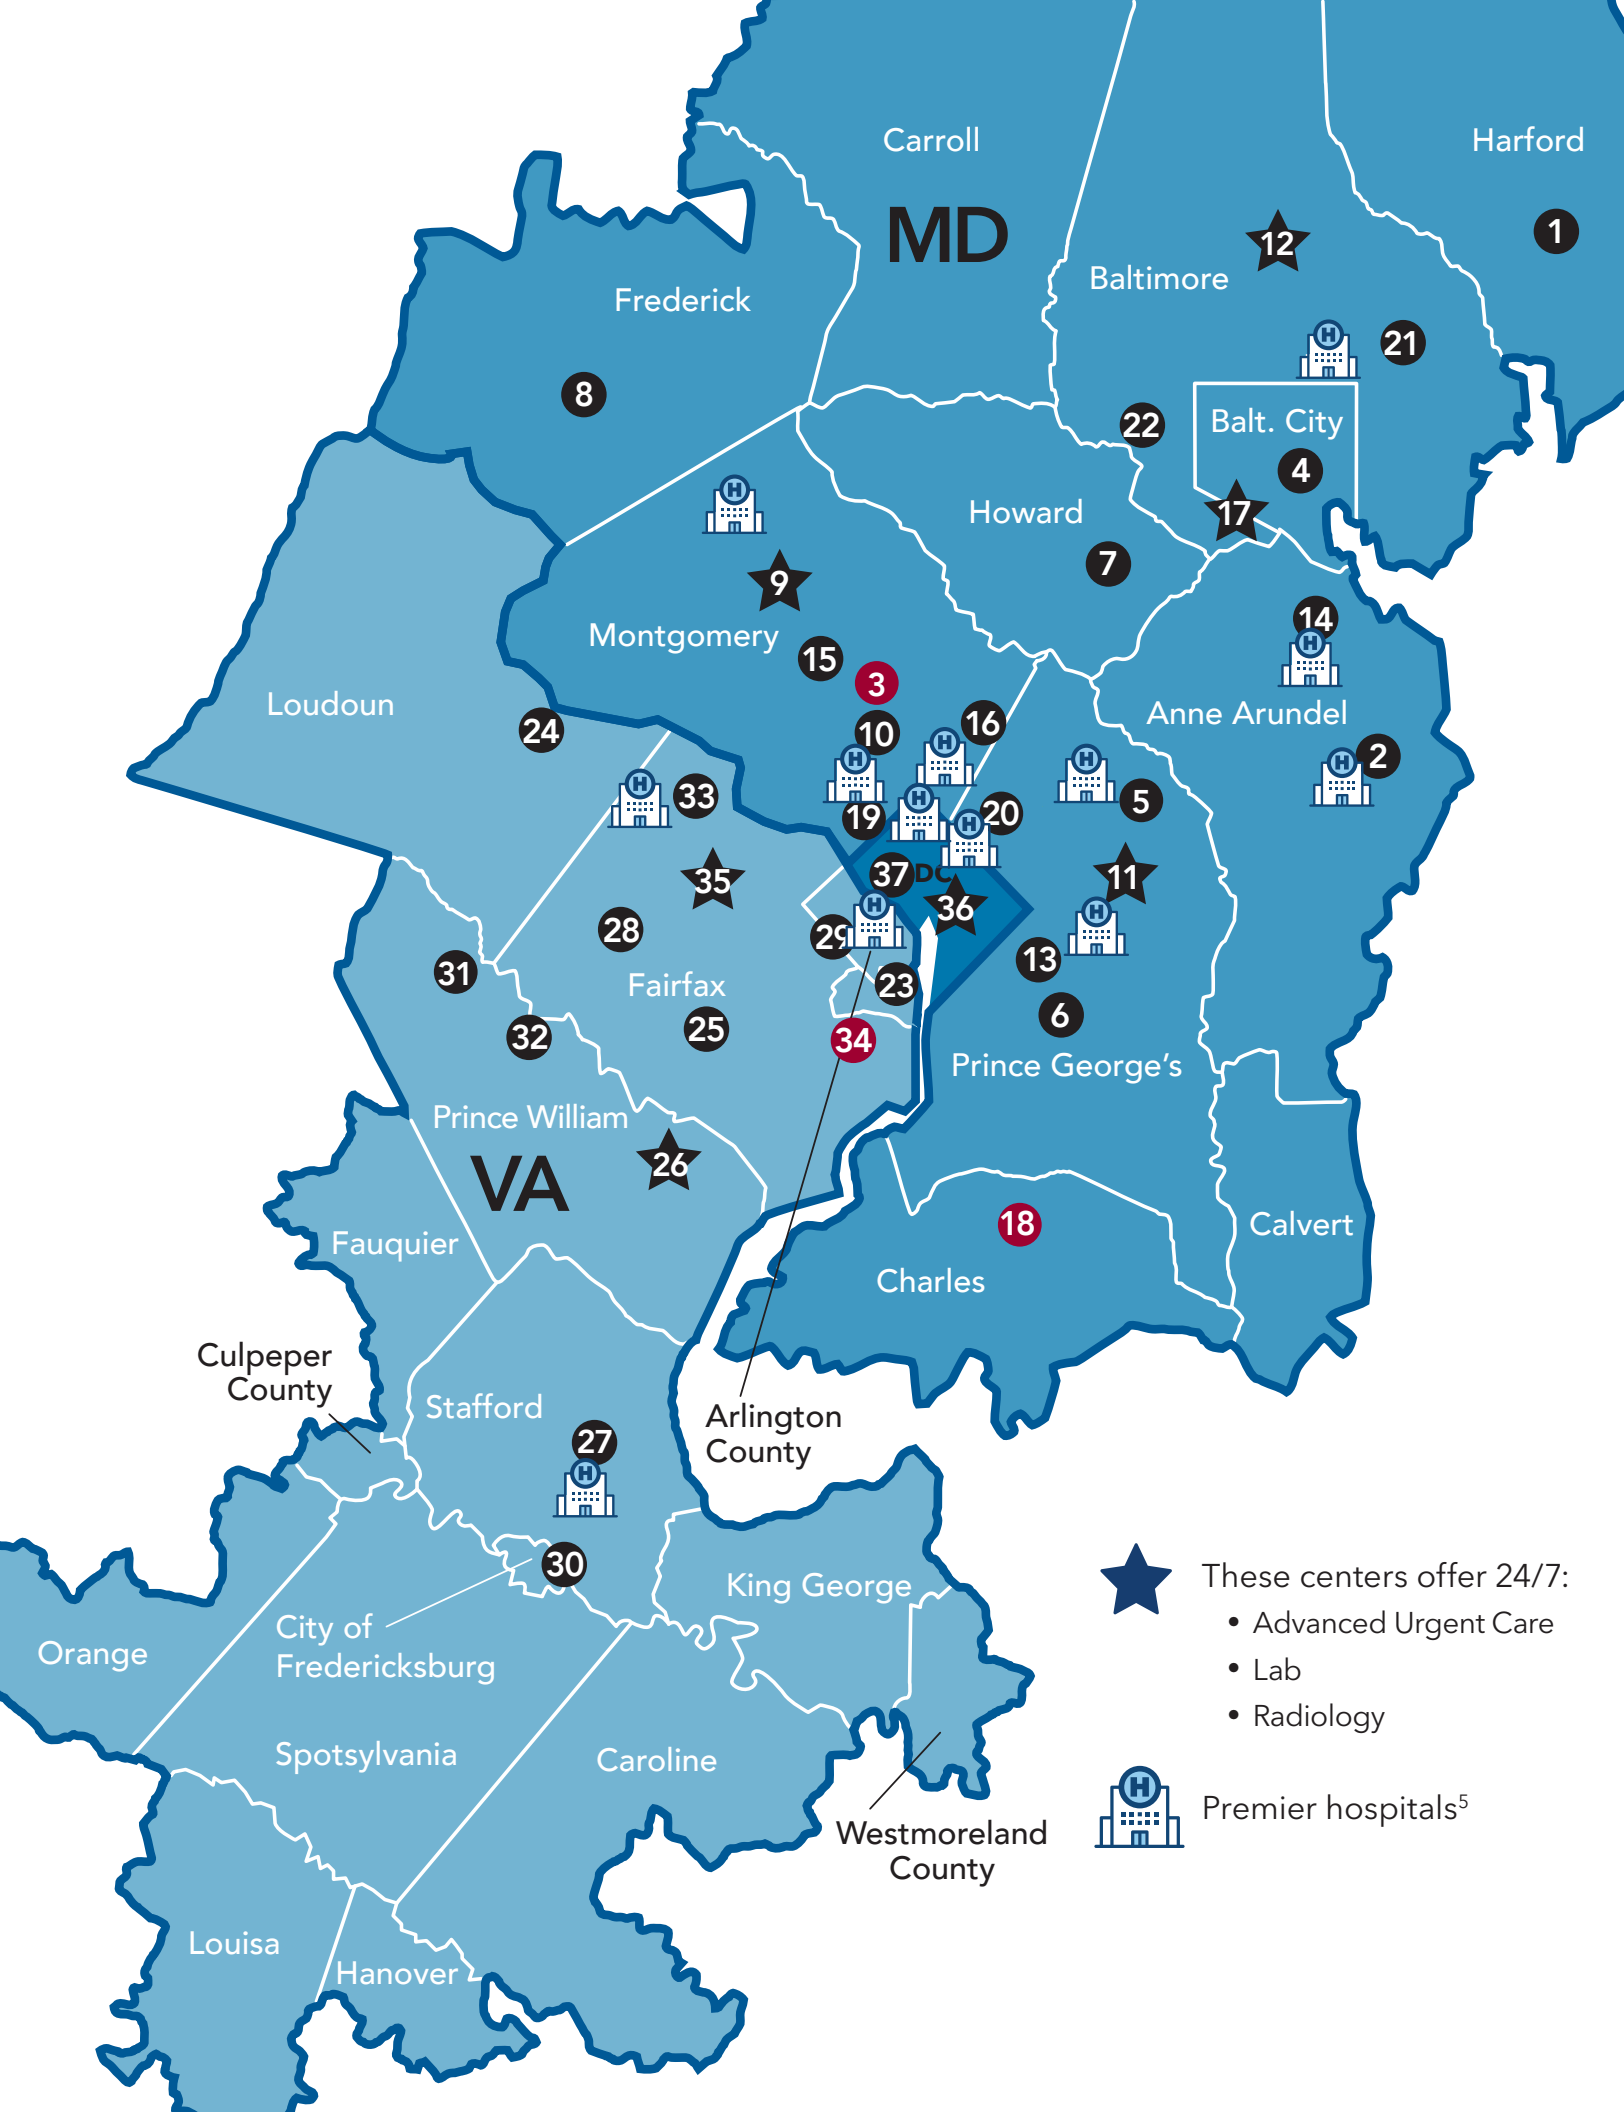 Carroll
Harford
MD
1
12
Baltimore
Frederick
H
21
8
22
Balt. City
4
H
17
Howard
7
9
14
Montgomery
H
15
3
Loudoun
Anne Arundel
24
10
16
H
2
H
H
H
H
33
5
H
19
20
H
37
DC
11
35
36
H
H
28
29
13
31
Fairfax
23
6
25
32
34
Prince George’s
Prince William
26
VA
18
Calvert
Fauquier
Charles
Culpeper
County
Stafford
Arlington
County
27
H
30
King George
These centers offer 24/7:
• Advanced Urgent Care
• Lab
• Radiology
City of
Fredericksburg
Orange
Spotsylvania
Caroline
H
Premier hospitals5
Westmoreland
County
Louisa
Hanover